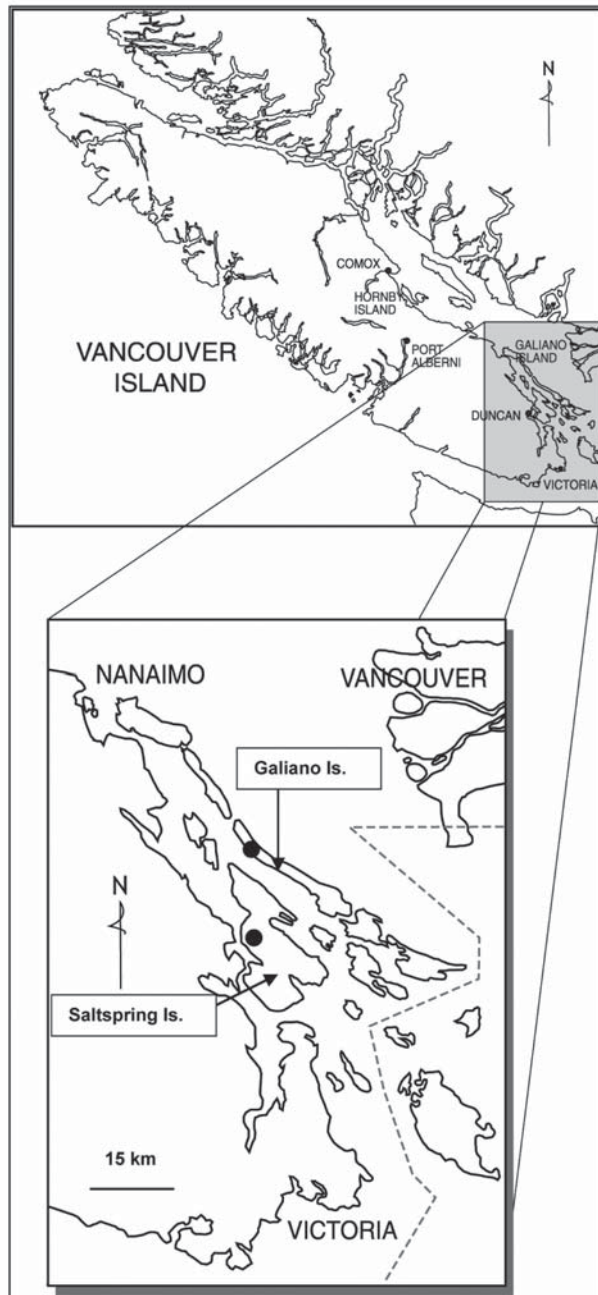 N
COMOX
HORNBY
ISLAND
VANCOUVER
ISLAND
PORT
ALBERNI
GALIANO
ISLAND
DUNCAN
VICTORIA
NANAIMO
VANCOUVER
Galiano Is.
N
Saltspring Is.
15 km
VICTORIA